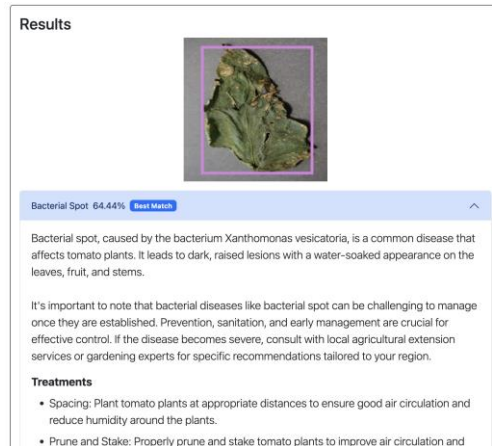 Results
Bacterial Spot 64.44% Best Match
Bacterial spot, caused by the bacterium Xanthomonas vesicatoria, is a common disease that
affects tomato plants. It leads to dark, raised lesions with a water-soaked appearance on the
leaves, fruit, and stems.
It's important to note that bacterial diseases like bacterial spot can be challenging to manage
once they are established. Prevention, sanitation, and early management are crucial for
effective control. If the disease becomes severe, consult with local agricultural extension
services or gardening experts for specific recommendations tailored to your region.
Treatments
• Spacing: Plant tomato plants at appropriate distances to ensure good air circulation and
reduce humidity around the plants.
• Prune and Stake: Properly prune and stake tomato plants to improve air circulation and